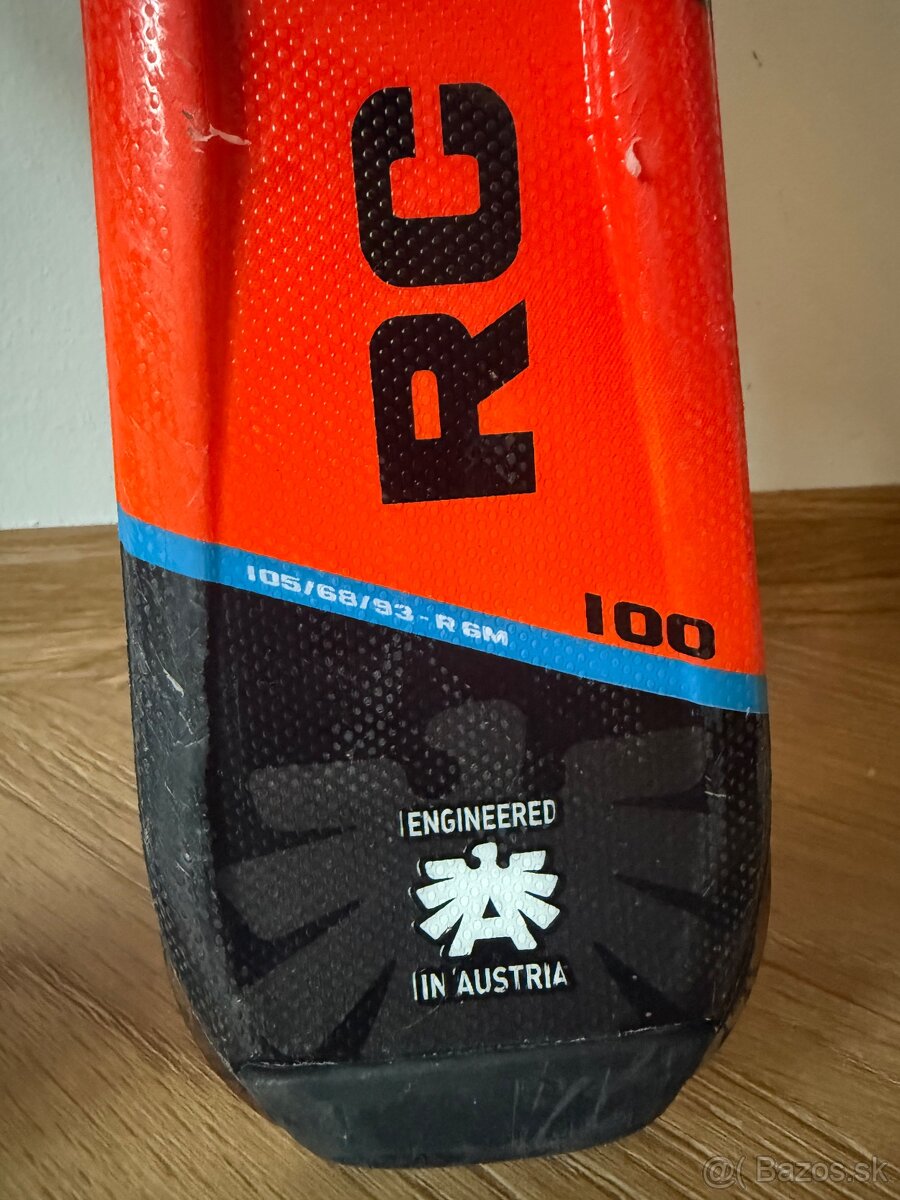 RC
105/68/93 - R 6M
100
ENGINEERED
A
IN AUSTRIA
@( Bazos.sk